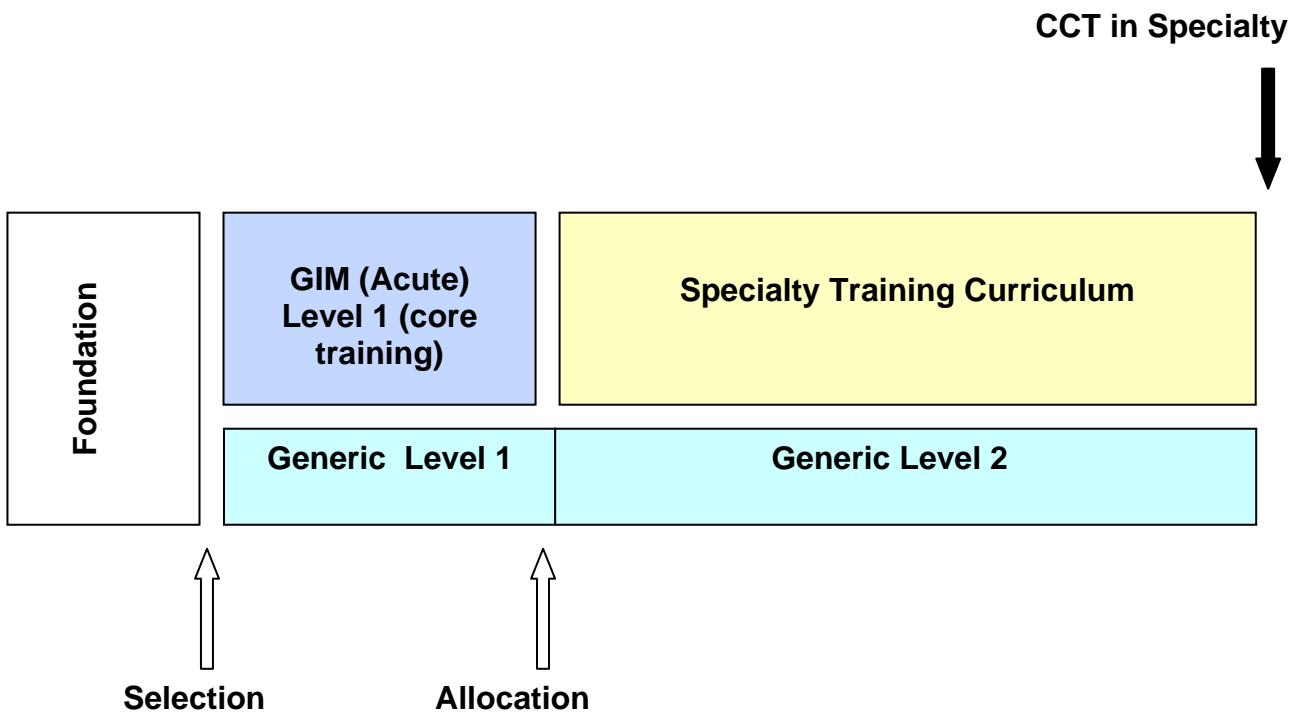 CCT in Specialty
Foundation
GIM (Acute)
Level 1 (core
training)
Specialty Training Curriculum
Generic Level 1
Generic Level 2
Selection
Allocation